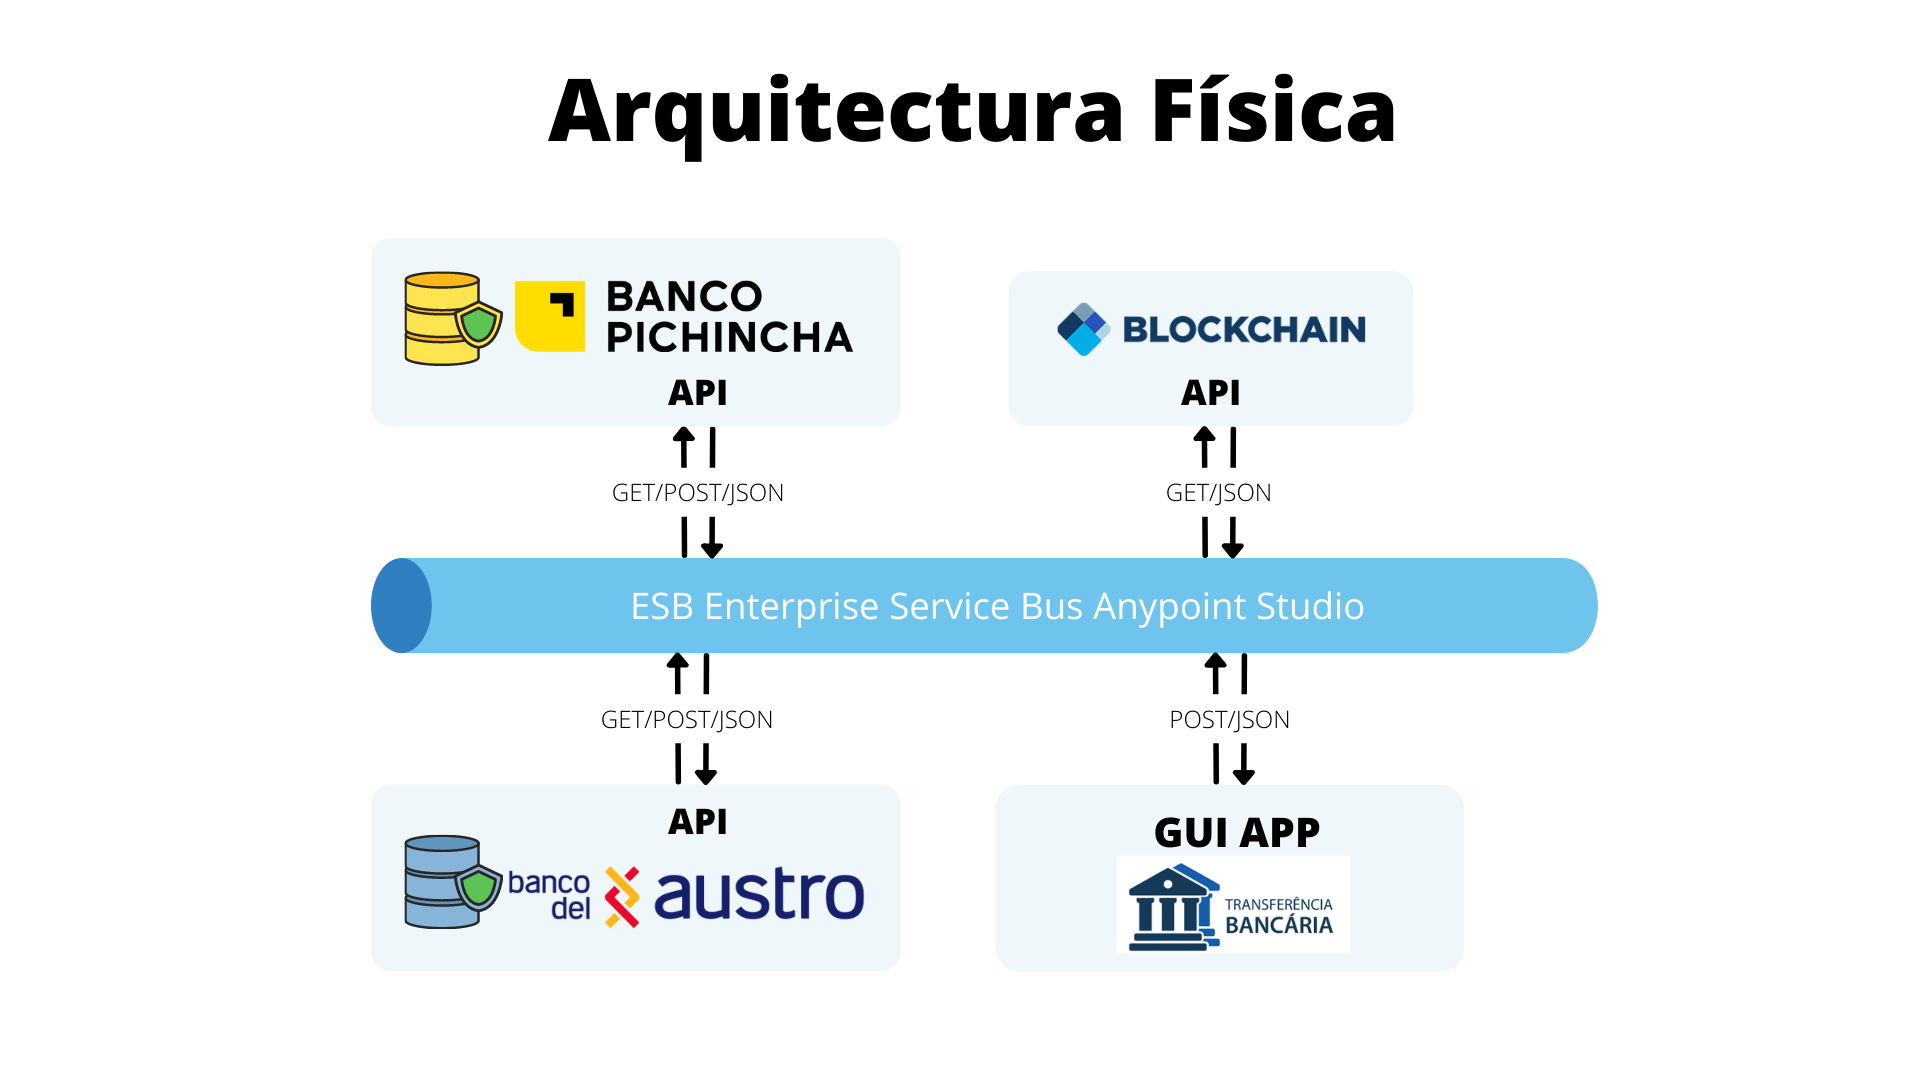 Arquitectura Física
BANCO
PICHINCHA
API
BLOCKCHAIN
API
GET/POST/JSON
GET/JSON
ESB Enterprise Service Bus Anypoint Studio
GET/POST/JSON
POST/JSON
API
banco
del
austro
GUI APP
TRANSFERÊNCIA
BANCÁRIA